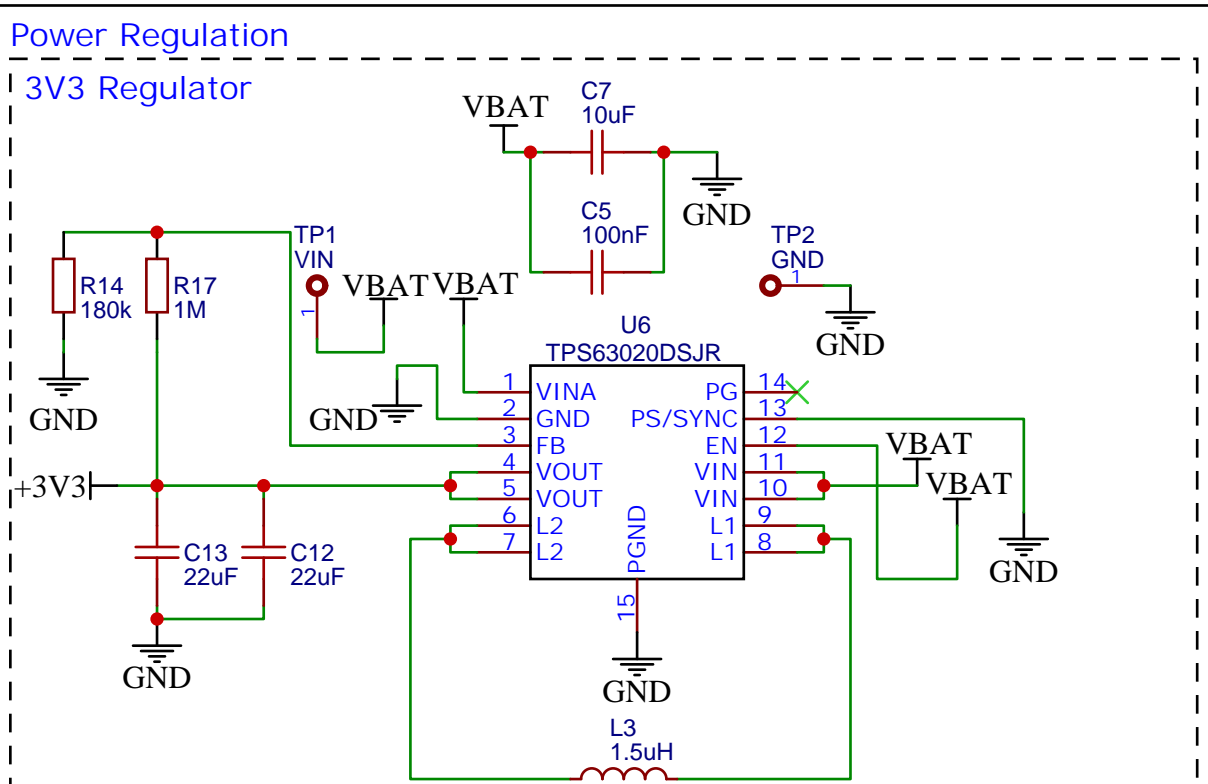 Power Regulation
3V3 Regulator
VBAT
C7
10uF
GND
C5
100nF
TP1
VIN
1
VBAT
VBAT
TP2
GND
1
GND
R14
180k
R17
1M
GND
U6
TPS63020DSJR
GND
1 VINA
2 GND
3 FB
4 VOUT
5 VOUT
6 L2
7 L2
PG 14
PS/SYNC 13
EN 12
VIN 11
VIN 10
L1 9
L1 8
PGND
15
GND
VBAT
VBAT
GND
+3V3
C13
22uF
C12
22uF
GND
L3
1.5uH